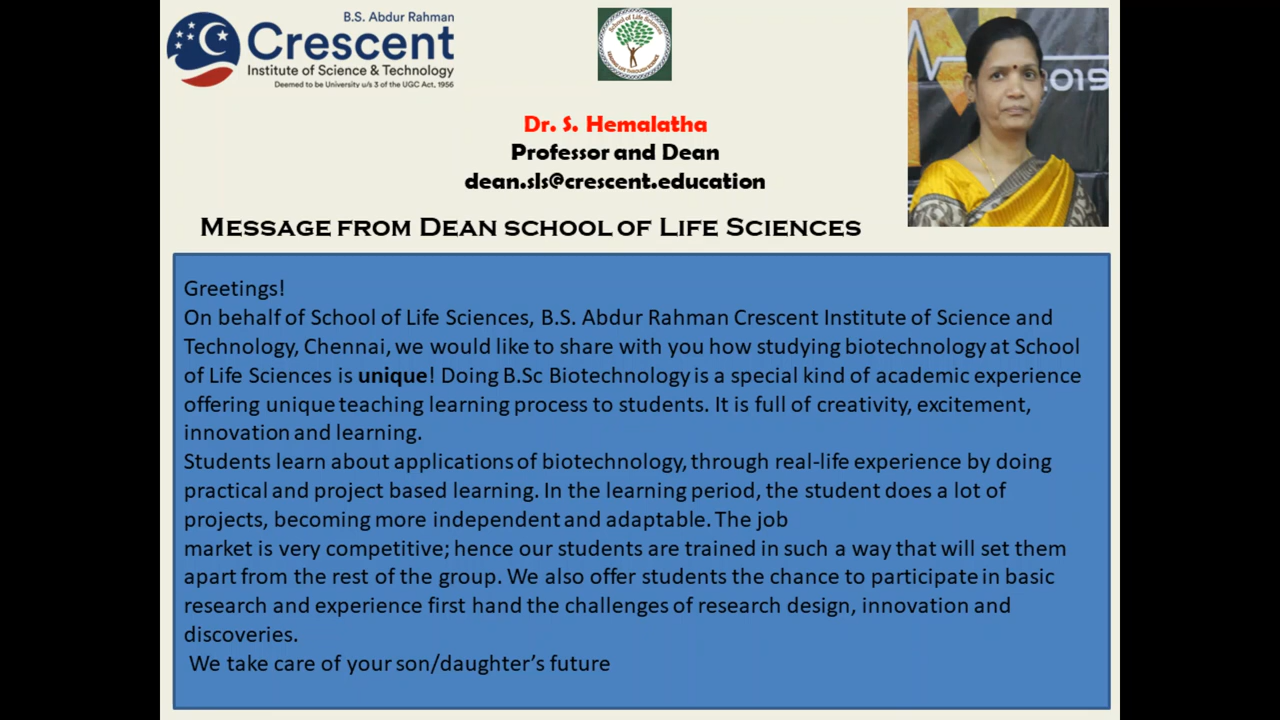 B.S. Abdur Rahman
Crescent
Institute of Science & Technology
Deemed to be University u/s 3 of the UGC Act, 1956
School of Life Sciences
2019
Dr. S. Hemalatha
Professor and Dean
dean.sls@crescent.education
MESSAGE FROM DEAN SCHOOL OF LIFE SCIENCES
Greetings!
On behalf of School of Life Sciences, B.S. Abdur Rahman Crescent Institute of Science and
Technology, Chennai, we would like to share with you how studying biotechnology at School
of Life Sciences is unique! Doing B.Sc Biotechnology is a special kind of academic experience
offering unique teaching learning process to students. It is full of creativity, excitement,
innovation and learning.
Students learn about applications of biotechnology, through real-life experience by doing
practical and project based learning. In the learning period, the student does a lot of
projects, becoming more independent and adaptable. The job
market is very competitive; hence our students are trained in such a way that will set them
apart from the rest of the group. We also offer students the chance to participate in basic
research and experience first hand the challenges of research design, innovation and
discoveries.
We take care of your son/daughter’s future